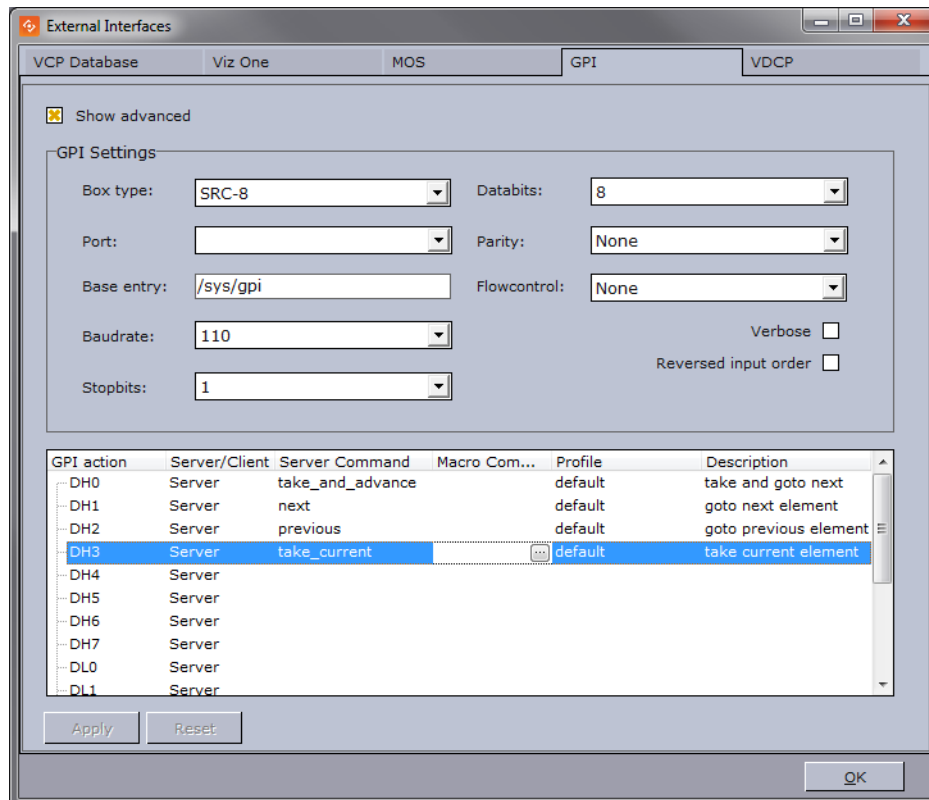 External Interfaces
VCP Database Viz One MOS GPI VDCP
Show advanced
GPI Settings
Box type: SRC-8 Databits: 8
Port: Parity: None
Base entry: /sys/gpi Flowcontrol: None
Baudrate: 110 Verbose
Reversed input order
Stopbits: 1
GPI action Server/Client Server Command Macro Com... Profile Description
DH0 Server take_and_advance default take and goto next
DH1 Server next default goto next element
DH2 Server previous default goto previous element
DH3 Server take_current ... default take current element
DH4 Server
DH5 Server
DH6 Server
DH7 Server
DL0 Server
DL1 Server
Apply Reset
OK